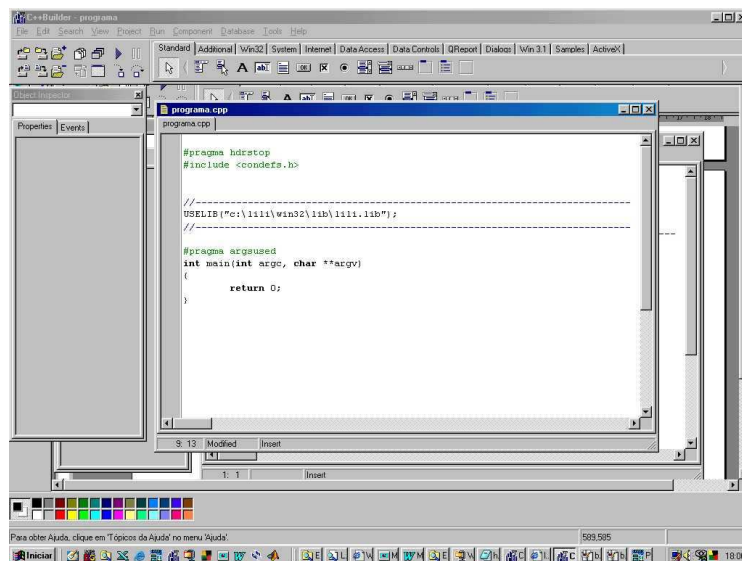 C++Builder - programa
File Edit Search View Project Run Component Database Tools Help
Standard Additional Win32 System Internet Data Access Data Controls QReport Dialogs Win 3.1 Samples ActiveX
Object Inspector
Properties Events
programa.cpp
programa.cpp
#pragma hdrstop
#include <condefs.h>
//---------------------------------------------------------------------------
USELIB("c:\lili\win32\lib\lili.lib");
//---------------------------------------------------------------------------
#pragma argsused
int main(int argc, char **argv)
{
return 0;
}
9: 13 Modified Insert
1: 1 Insert
Para obter Ajuda, clique em 'Tópicos da Ajuda' no menu 'Ajuda'.
589,585
Iniciar